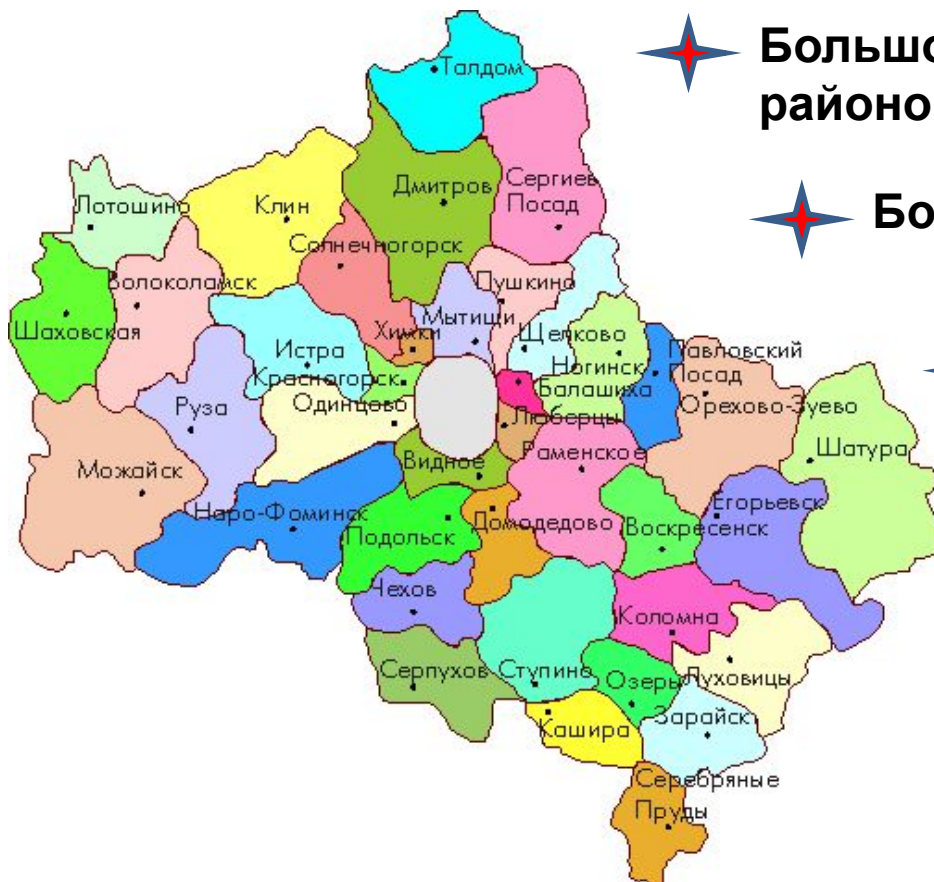 Большо
районо
Бо
Талдом
Дмитров
Сергиев
Посад
Лотошино
Клин
Солнечногорск
Волоколамск
Пушкино
Шаховская
Химки
Мытищи
Щелково
Истра
Ногинск
Павловский
Посад
Красногорск
Балашиха
Руза
Одинцово
Люберцы
Орехово-Зуево
Можайск
Видное
Раменское
Шатура
Наро-Фоминск
Подольск
Домодедово
Воскресенск
Егорьевск
Чехов
Коломна
Серпухов
Ступино
Озеры
Луховицы
Кашира
Зарайск
Серебряные
Пруды